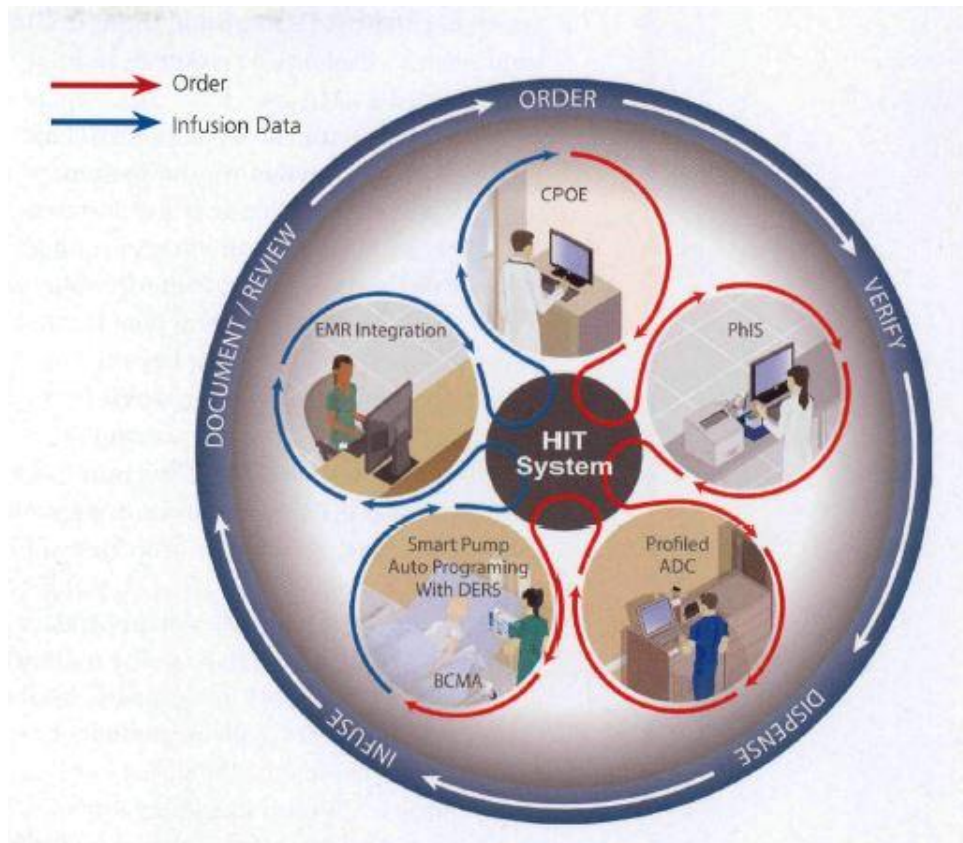 Order
Infusion Data
ORDER
VERIFY
DISPENSE
INFUSE
DOCUMENT / REVIEW
CPOE
PhIS
Profiled
ADC
Smart Pump
Auto Programing
With DERS
BCMA
EMR Integration
HIT
System